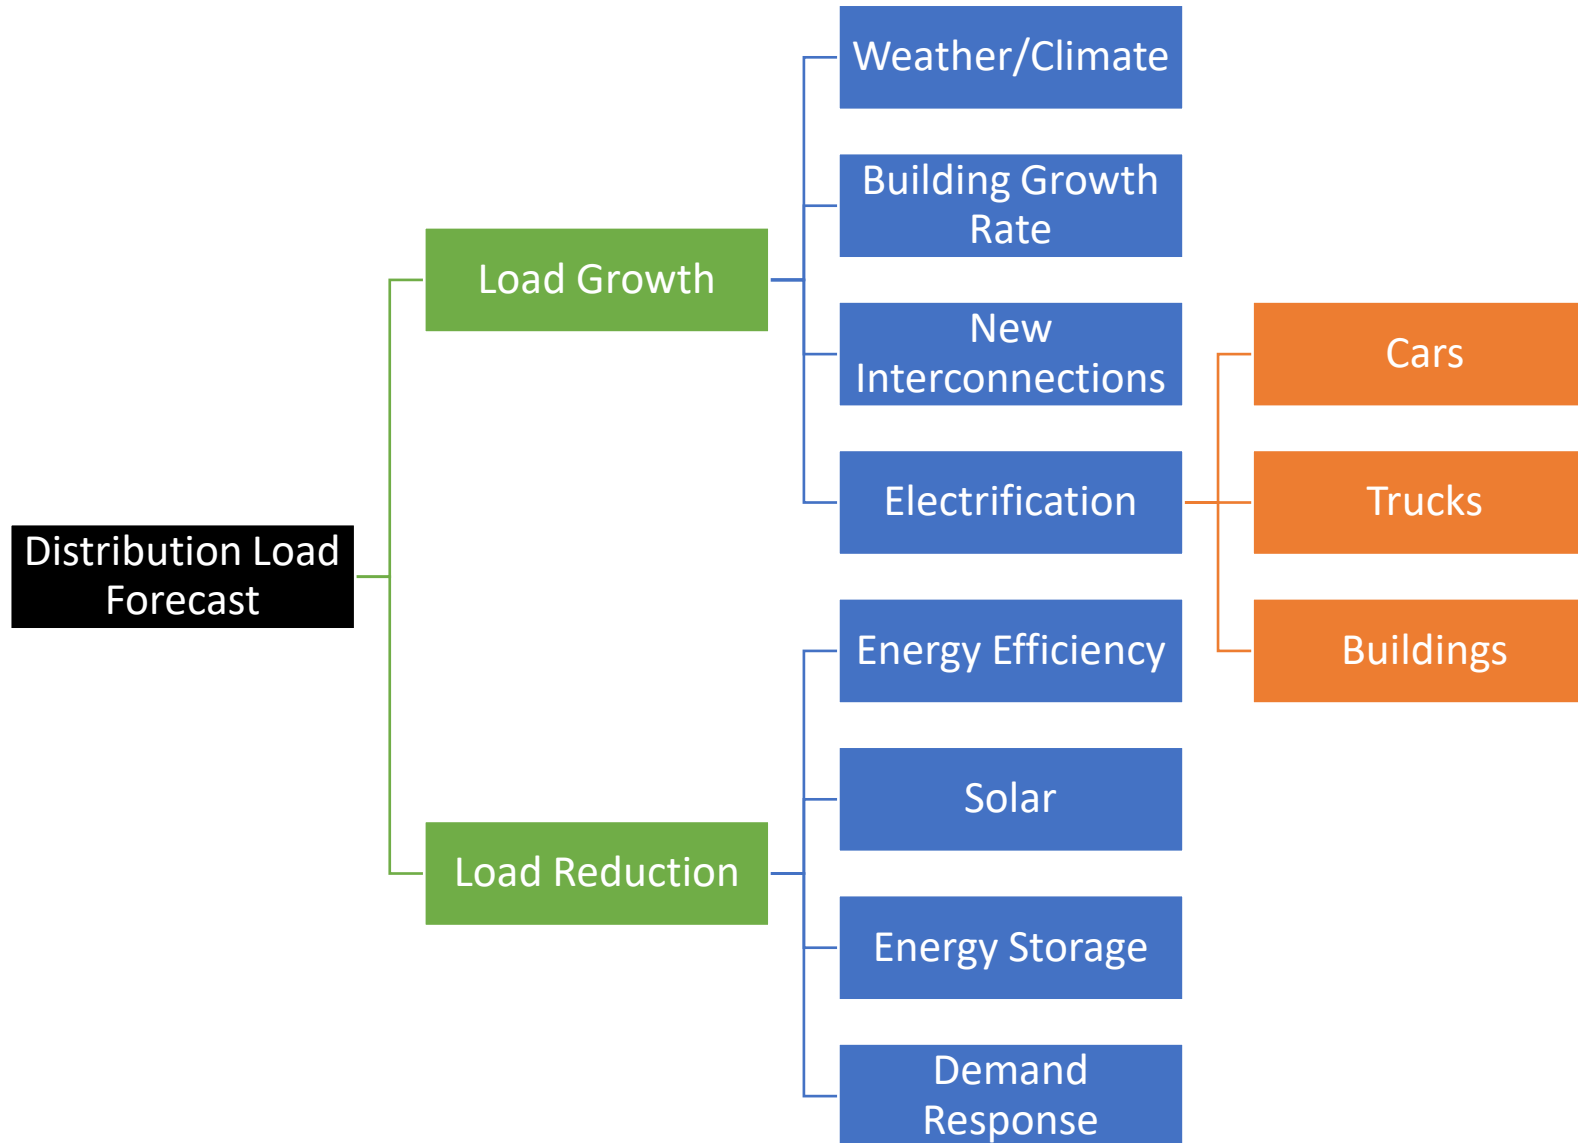 Weather/Climate
Building Growth
Rate
Load Growth
New
Interconnections
Cars
Electrification
Trucks
Distribution Load
Forecast
Energy Efficiency
Buildings
Solar
Load Reduction
Energy Storage
Demand
Response